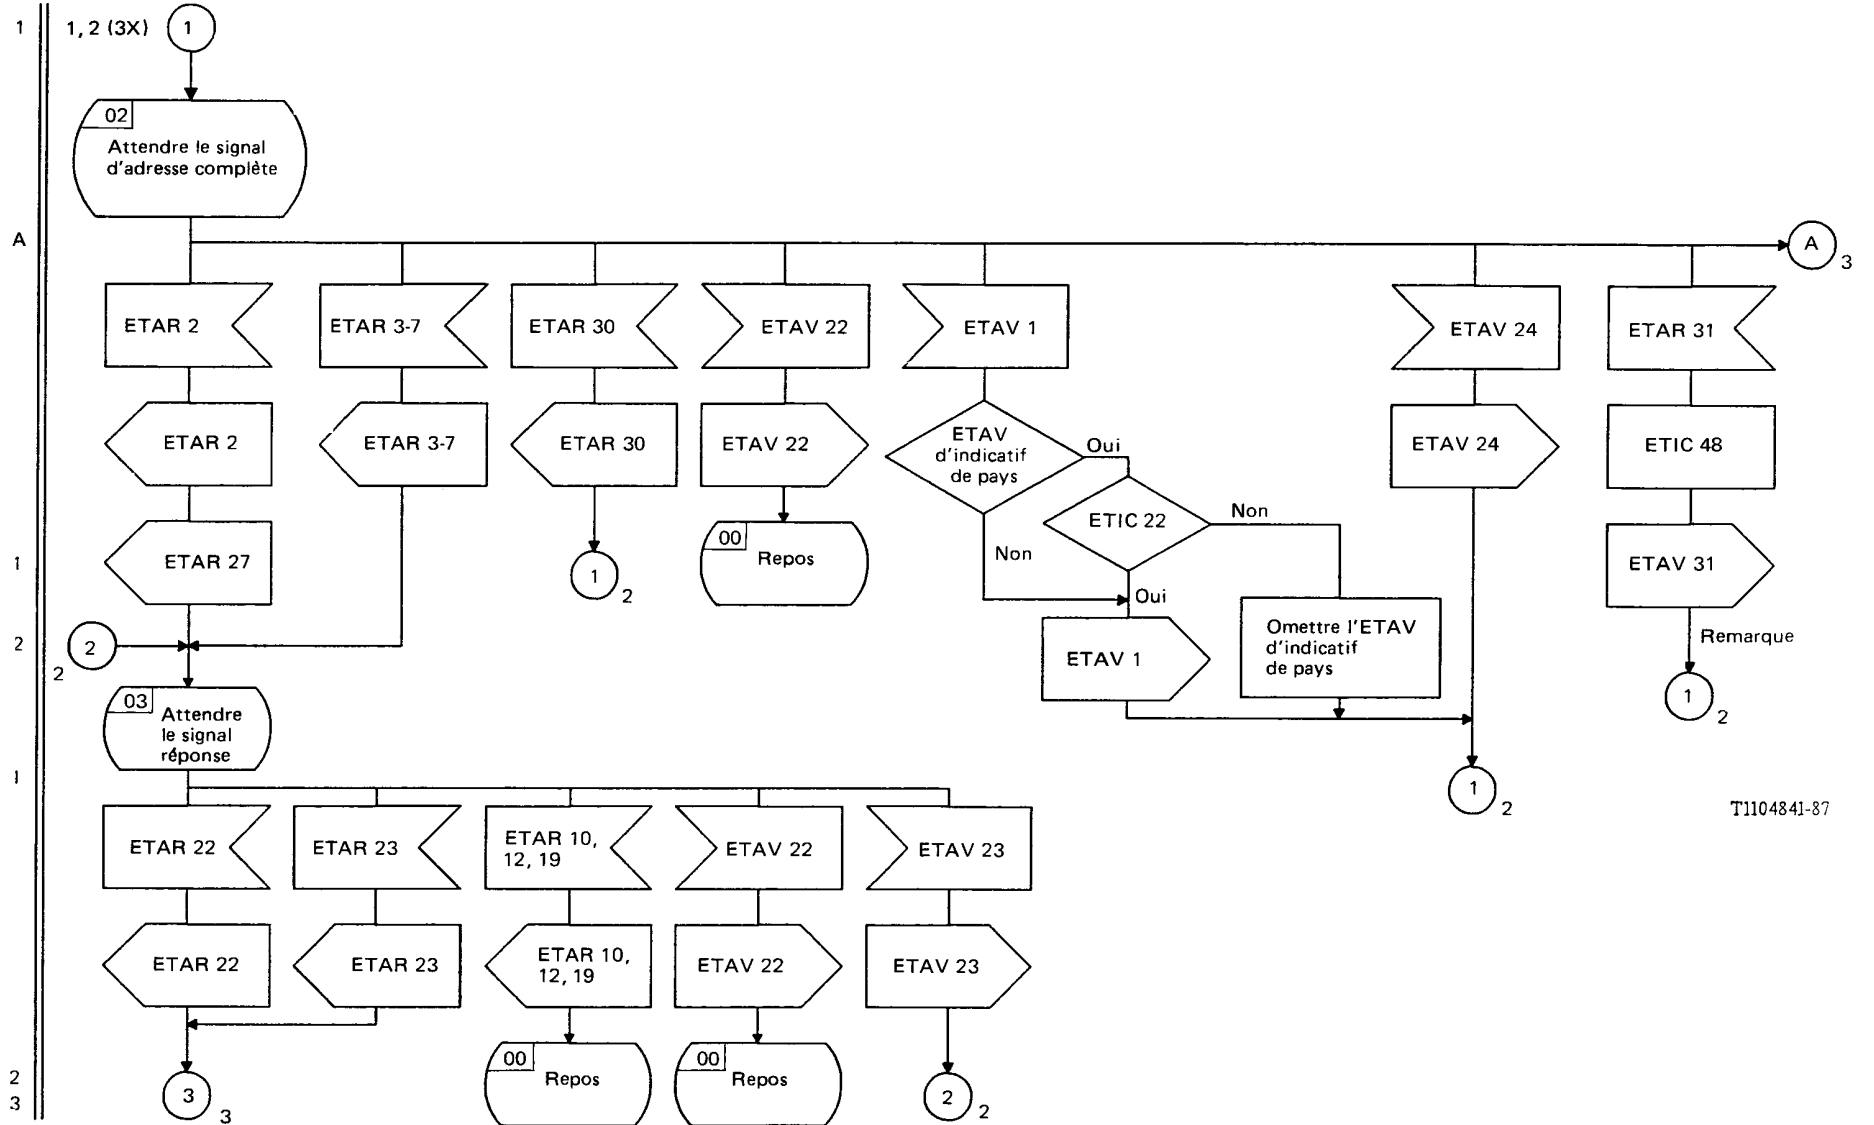 1
1, 2 (3X)
1
02
Attendre le signal
d'adresse complète
A
A
3
ETAR 2
ETAR 3-7
ETAR 30
ETAV 22
ETAV 1
ETAV 24
ETAR 31
ETAR 2
ETAR 3-7
ETAR 30
ETAV 22
ETAV
d'indicatif
de pays
Oui
ETAV 24
ETIC 48
ETIC 22
Non
ETAR 27
00
Repos
Non
1
1
2
Oui
ETAV 31
2
2
2
ETAV 1
Omettre l'ETAV
d'indicatif
de pays
Remarque
1
2
03
Attendre
le signal
réponse
1
1
2
T1104841-87
ETAR 22
ETAR 23
ETAR 10,
12, 19
ETAV 22
ETAV 23
ETAR 22
ETAR 23
ETAR 10,
12, 19
ETAV 22
ETAV 23
2
3
3
3
00
Repos
00
Repos
2
2